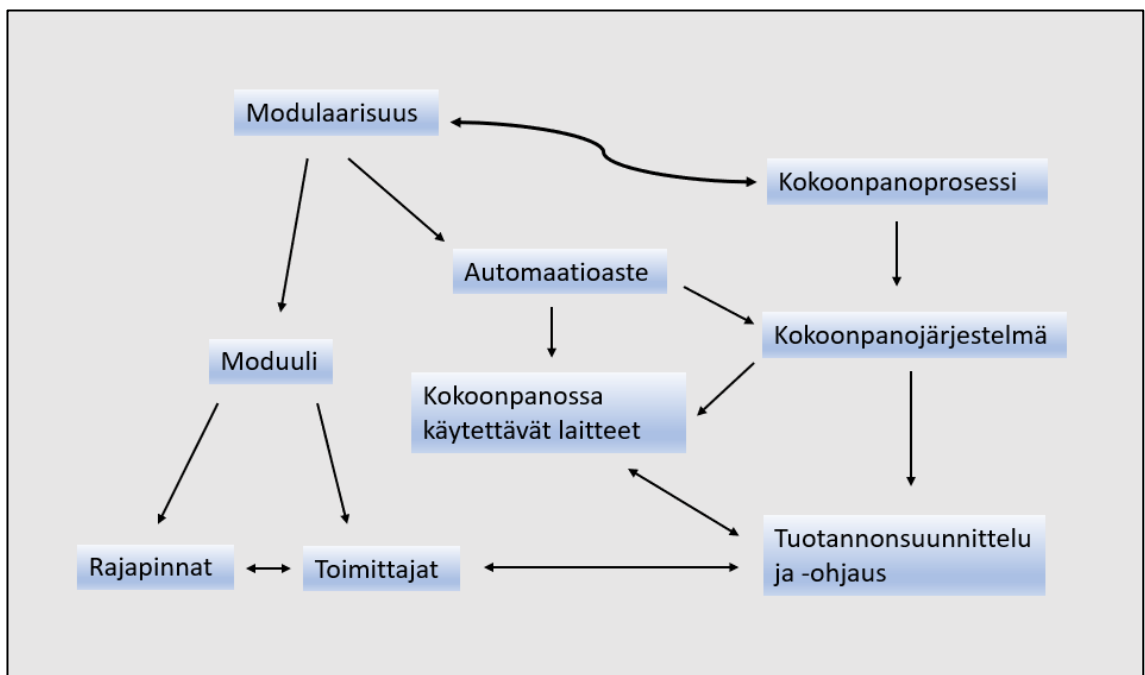 Modulaarisuus
Kokoonpanoprosessi
Automaatioaste
Kokoonpanojärjestelmä
Moduuli
Kokoonpanossa
käytettävät laitteet
Tuotannonsuunnittelu
ja -ohjaus
Rajapinnat
Toimittajat